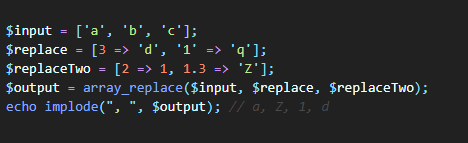 $input = ['a', 'b', 'c'];
$replace = [3 => 'd', '1' => 'q'];
$replaceTwo = [2 => 1, 1.3 => 'Z'];
$output = array_replace($input, $replace, $replaceTwo);
echo implode(", ", $output); // a, Z, 1, d